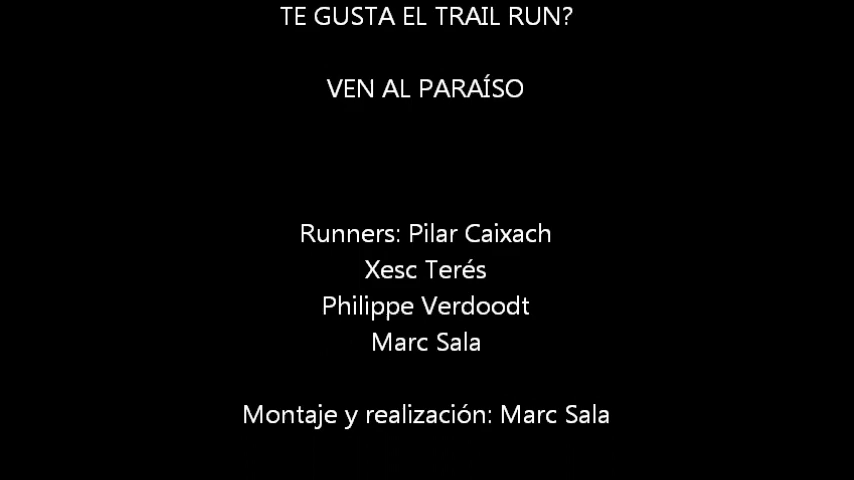 TE GUSTA EL TRAIL RUN?
VEN AL PARAÍSO
Runners: Pilar Caixach
Xesc Terés
Philippe Verdoodt
Marc Sala
Montaje y realización: Marc Sala